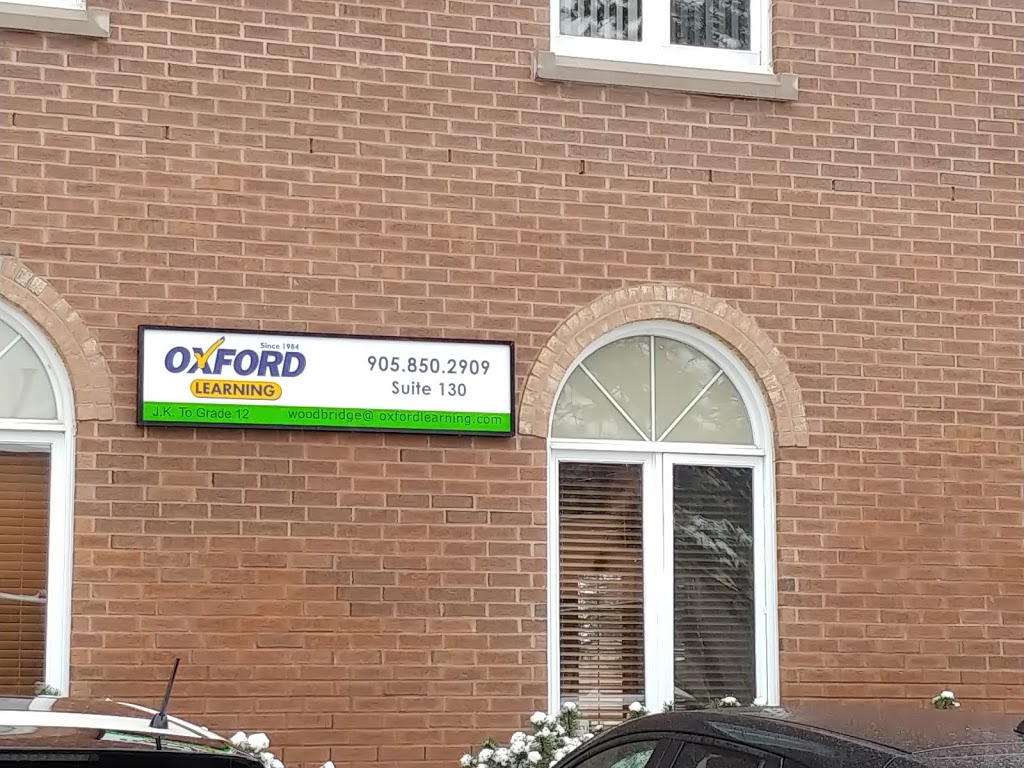 Since 1984
OXFORD
LEARNING
905.850.2909
Suite 130
J.K. To Grade 12
woodbridge@ oxfordlearning.com